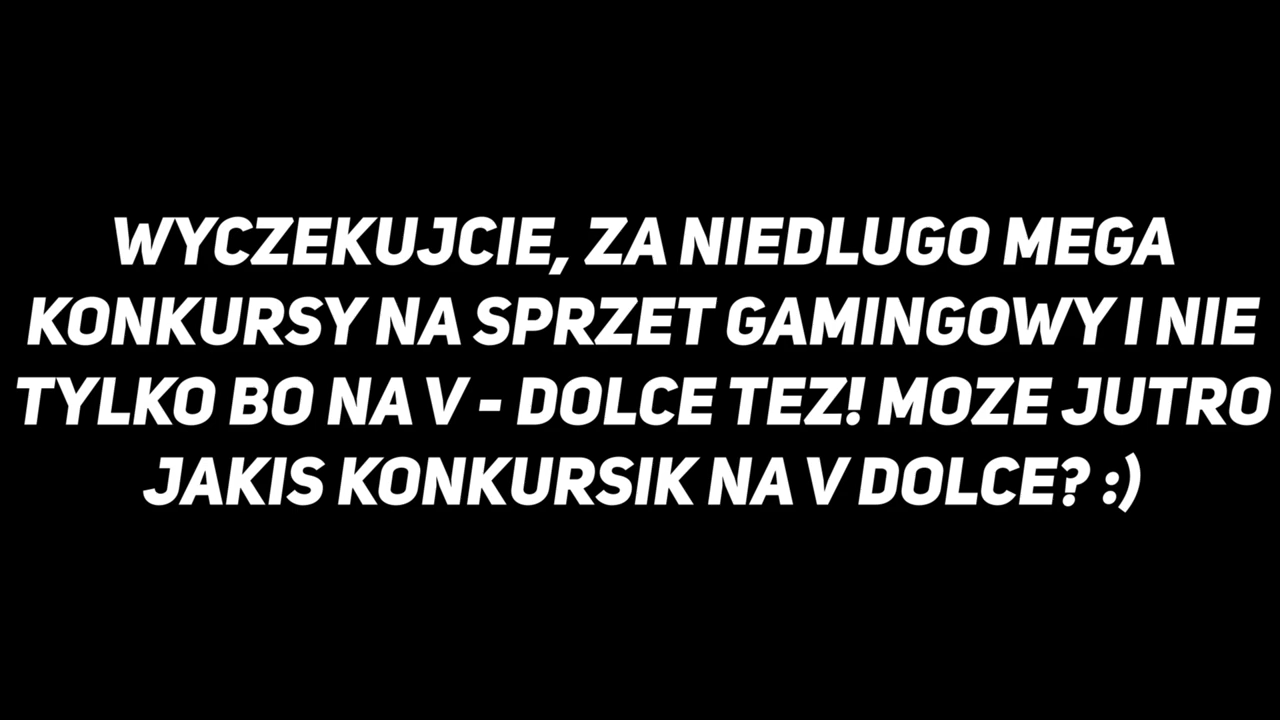 WYCZEKUJCIE, ZA NIEDLUGO MEGA
KONKURSY NA SPRZET GAMINGOWY I NIE
TYLKO BO NA V - DOLCE TEZ! MOZE JUTRO
JAKIS KONKURSIK NA V DOLCE? :)